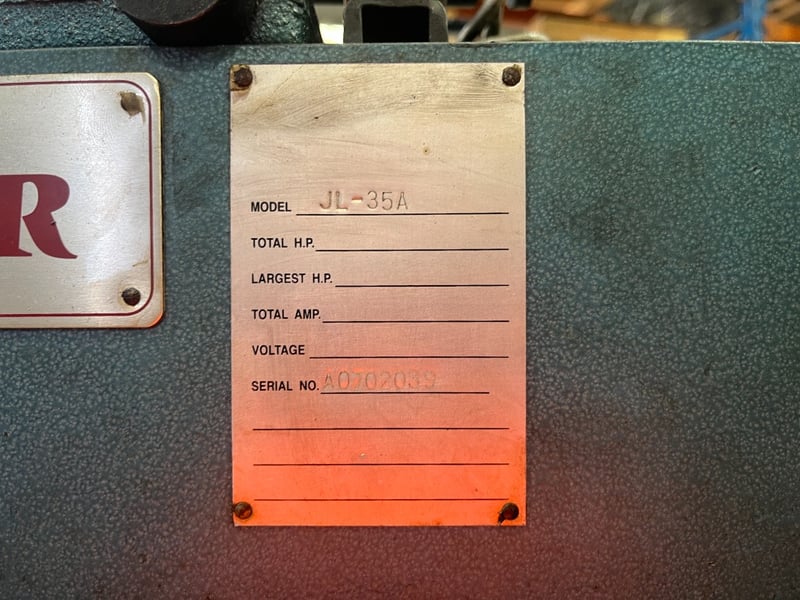 R
MODEL JL-35A
TOTAL H.P.
LARGEST H.P.
TOTAL AMP.
VOLTAGE
SERIAL NO. A0702039